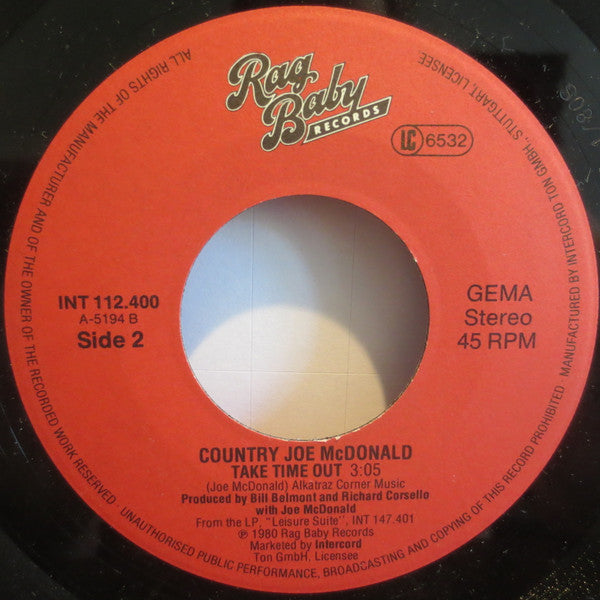 Rag
Baby
RECORDS
LC 6532
INT 112.400
A-5194 B
Side 2
GEMA
Stereo
45 RPM
COUNTRY JOE McDONALD
TAKE TIME OUT 3:05
(Joe McDonald) Alkatraz Corner Music
Produced by Bill Belmont and Richard Corsello
with Joe McDonald
From the LP, "Leisure Suite", INT 147.401
℗ 1980 Rag Baby Records
Marketed by Intercord
Ton GmbH, Licensee
ALL RIGHTS OF THE MANUFACTURER AND OF THE OWNER OF THE RECORDED WORK RESERVED · UNAUTHORISED PUBLIC PERFORMANCE, BROADCASTING AND COPYING OF THIS RECORD PROHIBITED · MANUFACTURED BY INTERCORD TON GMBH, STUTTGART, LICENSEE